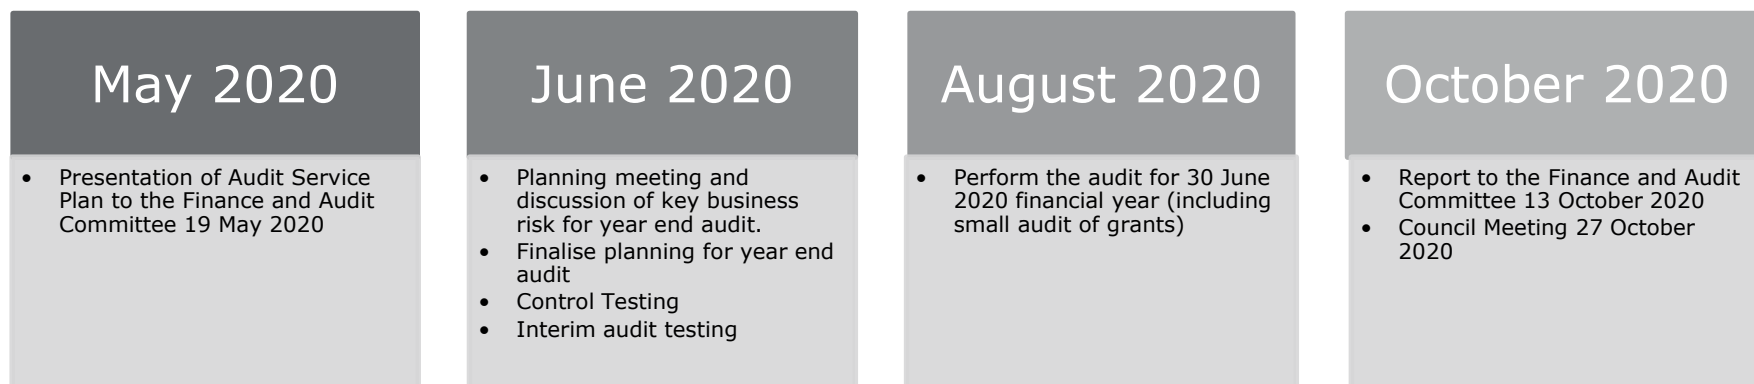 May 2020
• Presentation of Audit Service
Plan to the Finance and Audit
Committee 19 May 2020
June 2020
• Planning meeting and
discussion of key business
risk for year end audit.
• Finalise planning for year end
audit
• Control Testing
• Interim audit testing
August 2020
• Perform the audit for 30 June
2020 financial year (including
small audit of grants)
October 2020
• Report to the Finance and Audit
Committee 13 October 2020
• Council Meeting 27 October
2020